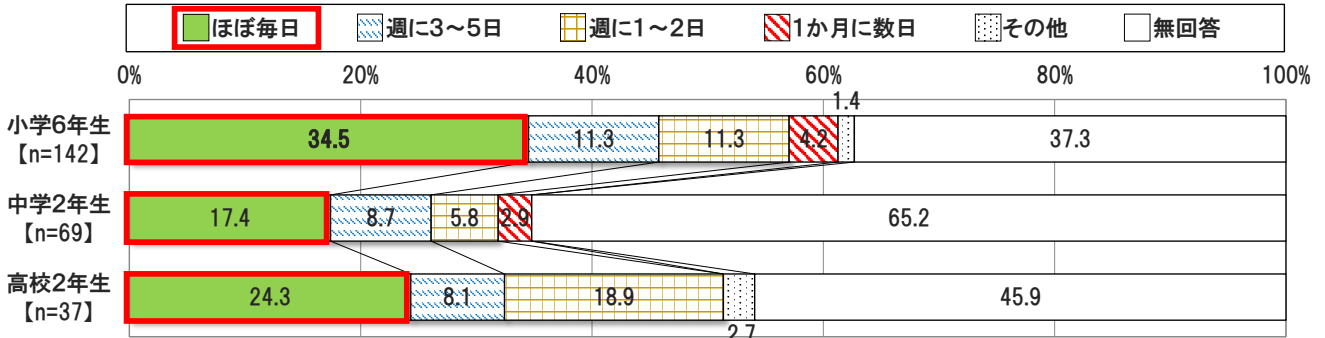 ほぼ毎日 週に3～5日 週に1～2日 1か月に数日 その他 無回答
0% 20% 40% 60% 80% 100%
1.4
小学6年生
【n=142】
34.5 11.3 11.3 4.2 37.3
中学2年生
【n=69】
17.4 8.7 5.8 2.9 65.2
高校2年生
【n=37】
24.3 8.1 18.9 45.9
2.7